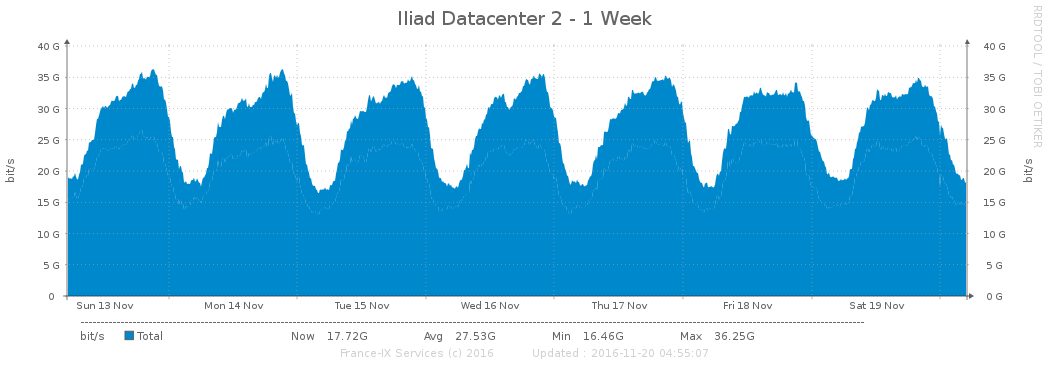 Iliad Datacenter 2 - 1 Week
RRDTOOL / TOBI OETIKER
bit/s
40 G 40 G
35 G 35 G
30 G 30 G
25 G 25 G
20 G 20 G
15 G 15 G
10 G 10 G
5 G 5 G
0 0 G
bit/s
Sun 13 Nov Mon 14 Nov Tue 15 Nov Wed 16 Nov Thu 17 Nov Fri 18 Nov Sat 19 Nov
bit/s Total Now 17.72G Avg 27.53G Min 16.46G Max 36.25G
France-IX Services (c) 2016 Updated : 2016-11-20 04:55:07